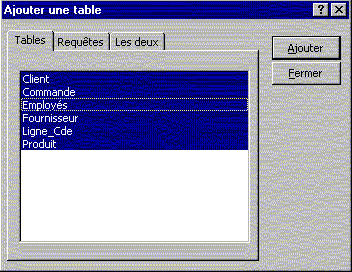 Ajouter une table
Tables Requêtes Les deux
Ajouter
Fermer
Client
Commande
Employés
Fournisseur
Ligne_Cde
Produit